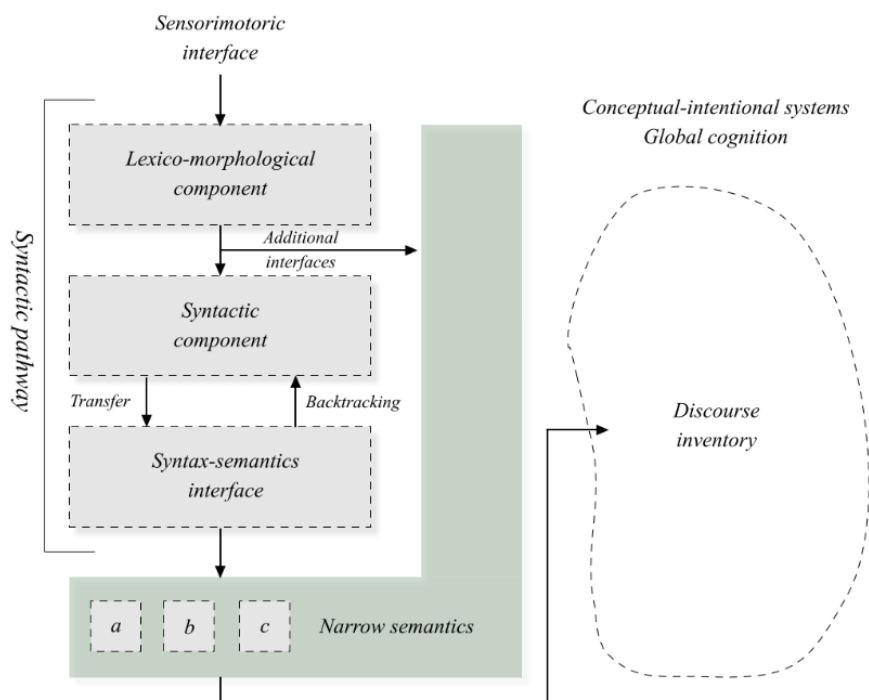 Sensorimotoric
interface
Conceptual-intentional systems
Global cognition
Lexico-morphological
component
Additional
interfaces
Syntactic pathway
Syntactic
component
Transfer
Backtracking
Discourse
inventory
Syntax-semantics
interface
a
b
c
Narrow semantics